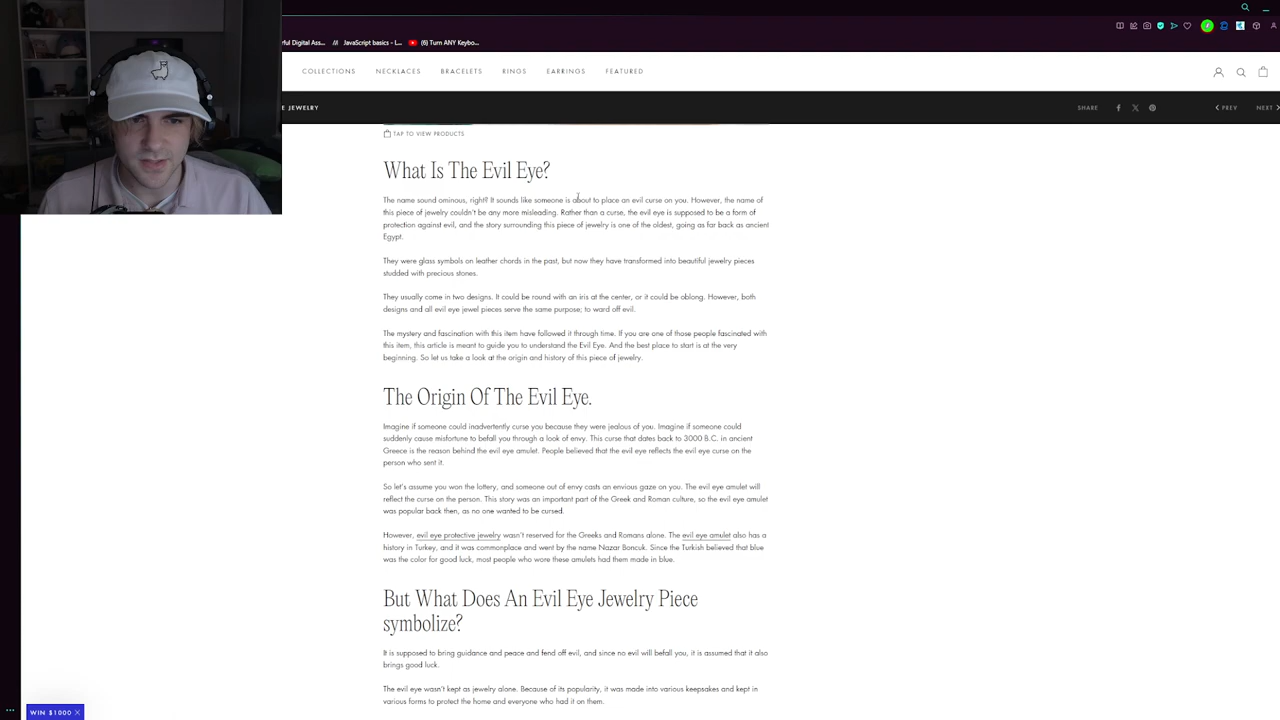 rful Digital Ass...
JavaScript basics - L...
(6) Turn ANY Keybo...
COLLECTIONS
NECKLACES
BRACELETS
RINGS
EARRINGS
FEATURED
E JEWELRY
SHARE
PREV
NEXT
TAP TO VIEW PRODUCTS
What Is The Evil Eye?
The name sound ominous, right? It sounds like someone is about to place an evil curse on you. However, the name of
this piece of jewelry couldn't be any more misleading. Rather than a curse, the evil eye is supposed to be a form of
protection against evil, and the story surrounding this piece of jewelry is one of the oldest, going as far back as ancient
Egypt.
They were glass symbols on leather chords in the past, but now they have transformed into beautiful jewelry pieces
studded with precious stones.
They usually come in two designs. It could be round with an iris at the center, or it could be oblong. However, both
designs and all evil eye jewel pieces serve the same purpose; to ward off evil.
The mystery and fascination with this item have followed it through time. If you are one of those people fascinated with
this item, this article is meant to guide you to understand the Evil Eye. And the best place to start is at the very
beginning. So let us take a look at the origin and history of this piece of jewelry.
The Origin Of The Evil Eye.
Imagine if someone could inadvertently curse you because they were jealous of you. Imagine if someone could
suddenly cause misfortune to befall you through a look of envy. This curse that dates back to 3000 B.C. in ancient
Greece is the reason behind the evil eye amulet. People believed that the evil eye reflects the evil eye curse on the
person who sent it.
So let's assume you won the lottery, and someone out of envy casts an envious gaze on you. The evil eye amulet will
reflect the curse on the person. This story was an important part of the Greek and Roman culture, so the evil eye amulet
was popular back then, as no one wanted to be cursed.
However, evil eye protective jewelry wasn't reserved for the Greeks and Romans alone. The evil eye amulet also has a
history in Turkey, and it was commonplace and went by the name Nazar Boncuk. Since the Turkish believed that blue
was the color for good luck, most people who wore these amulets had them made in blue.
But What Does An Evil Eye Jewelry Piece
symbolize?
It is supposed to bring guidance and peace and fend off evil, and since no evil will befall you, it is assumed that it also
brings good luck.
The evil eye wasn't kept as jewelry alone. Because of its popularity, it was made into various keepsakes and kept in
various forms to protect the home and everyone who had it on them.
WIN $1000